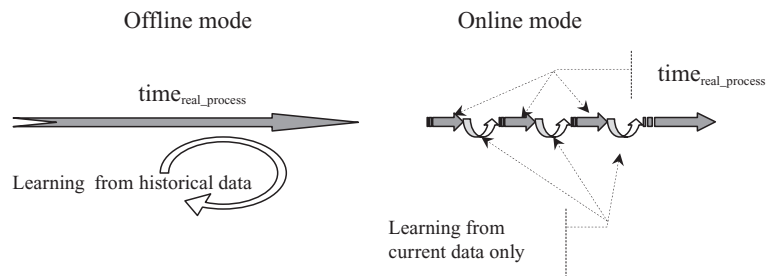 Offline mode
Online mode
time_real_process
time_real_process
Learning from historical data
Learning from
current data only